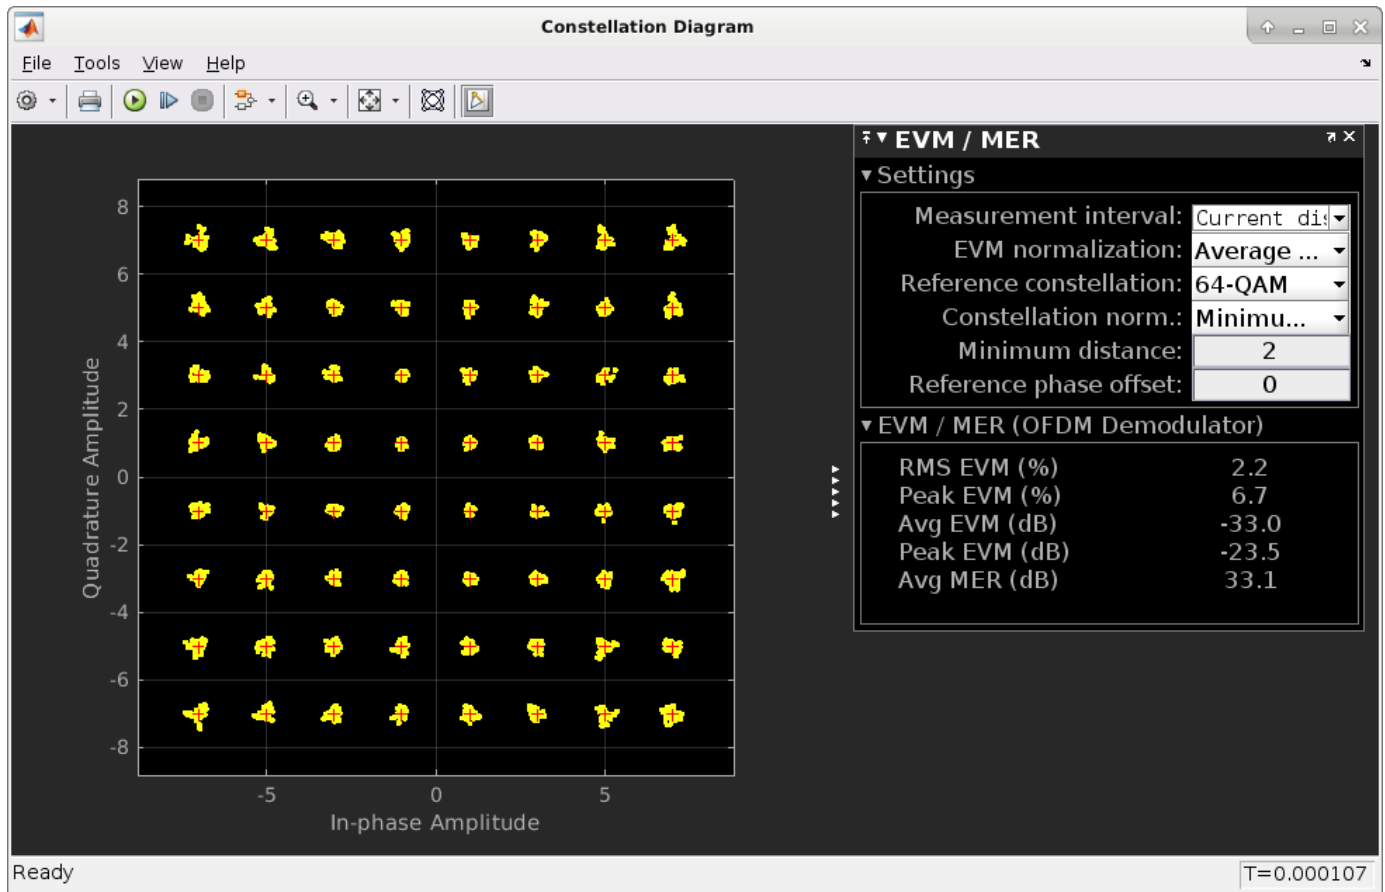 Constellation Diagram
File Tools View Help
EVM / MER
Settings
Measurement interval: Current di
EVM normalization: Average ...
Reference constellation: 64-QAM
Constellation norm.: Minimu...
Minimum distance: 2
Reference phase offset: 0
EVM / MER (OFDM Demodulator)
RMS EVM (%) 2.2
Peak EVM (%) 6.7
Avg EVM (dB) -33.0
Peak EVM (dB) -23.5
Avg MER (dB) 33.1
Quadrature Amplitude
8
6
4
2
0
-2
-4
-6
-8
-5 0 5
In-phase Amplitude
Ready T=0.000107